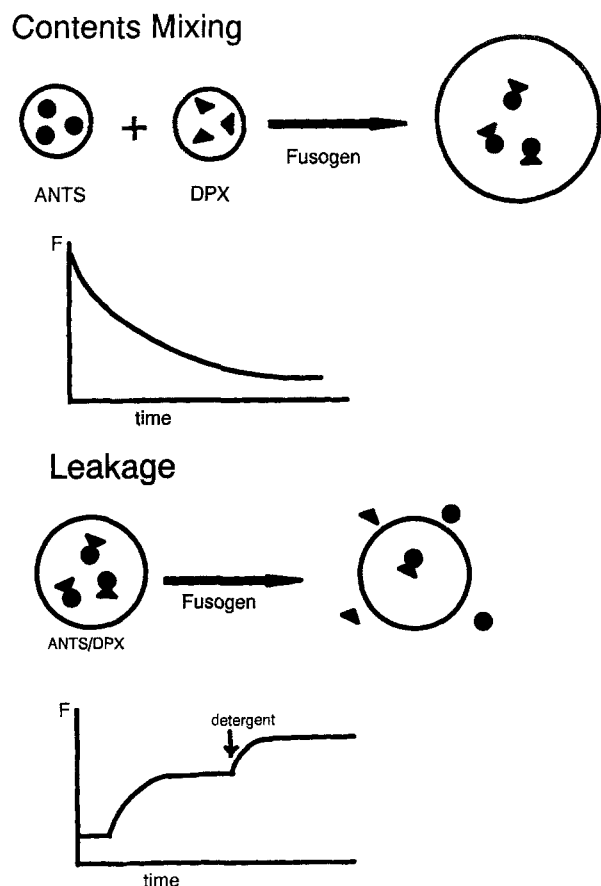 Contents Mixing
+
ANTS
DPX
Fusogen
F
time
Leakage
Fusogen
ANTS/DPX
F
detergent
time